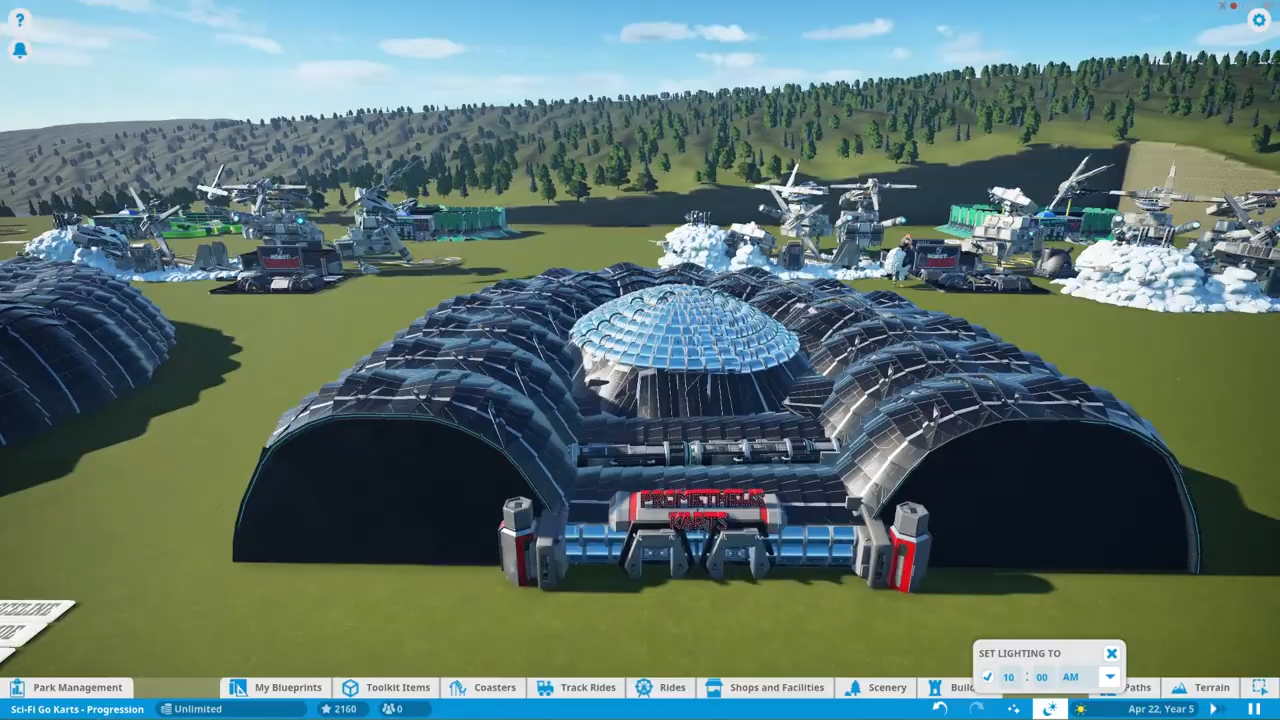 PROMETHEUS
KARTS
SET LIGHTING TO
10 : 00 AM
Park Management
My Blueprints
Toolkit Items
Coasters
Track Rides
Rides
Shops and Facilities
Scenery
Paths
Terrain
Sci-Fi Go Karts - Progression
Unlimited
2160
0
Apr 22, Year 5